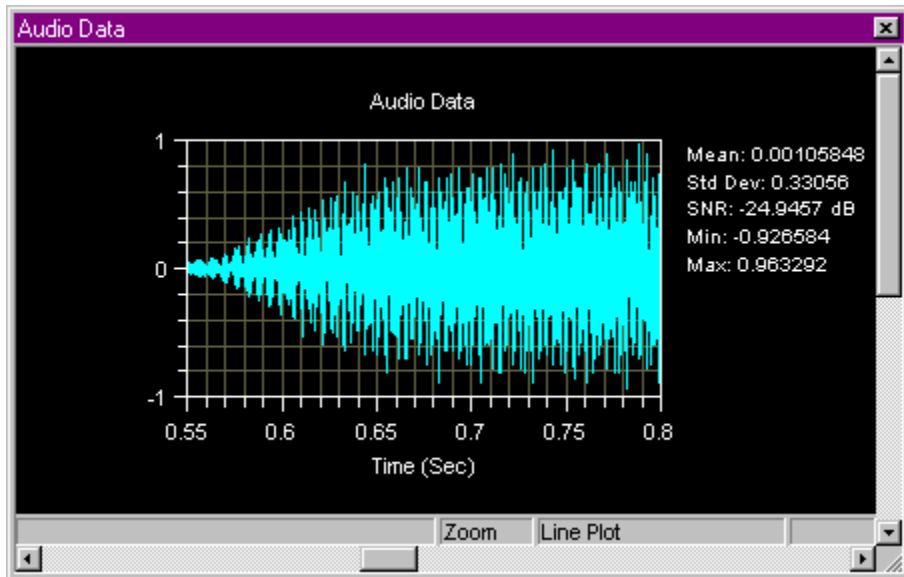 Audio Data
Audio Data
1
0
-1
0.55 0.6 0.65 0.7 0.75 0.8
Time (Sec)
Mean: 0.00105848
Std Dev: 0.33056
SNR: -24.9457 dB
Min: -0.926584
Max: 0.963292
Zoom Line Plot